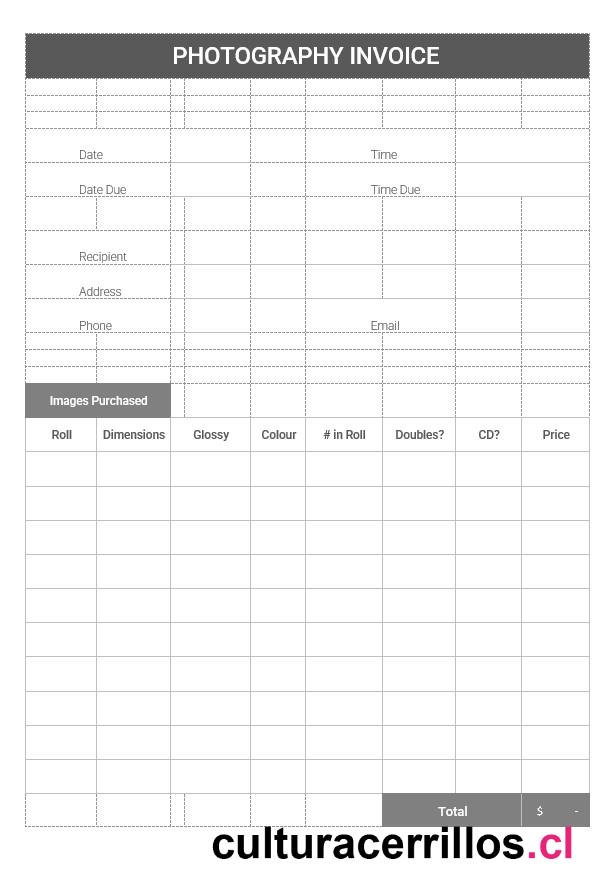 PHOTOGRAPHY INVOICE
Date Time
Date Due Time Due
Recipient
Address
Phone Email
Images Purchased
Roll Dimensions Glossy Colour # in Roll Doubles? CD? Price
Total $ -
culturacerrillos.cl